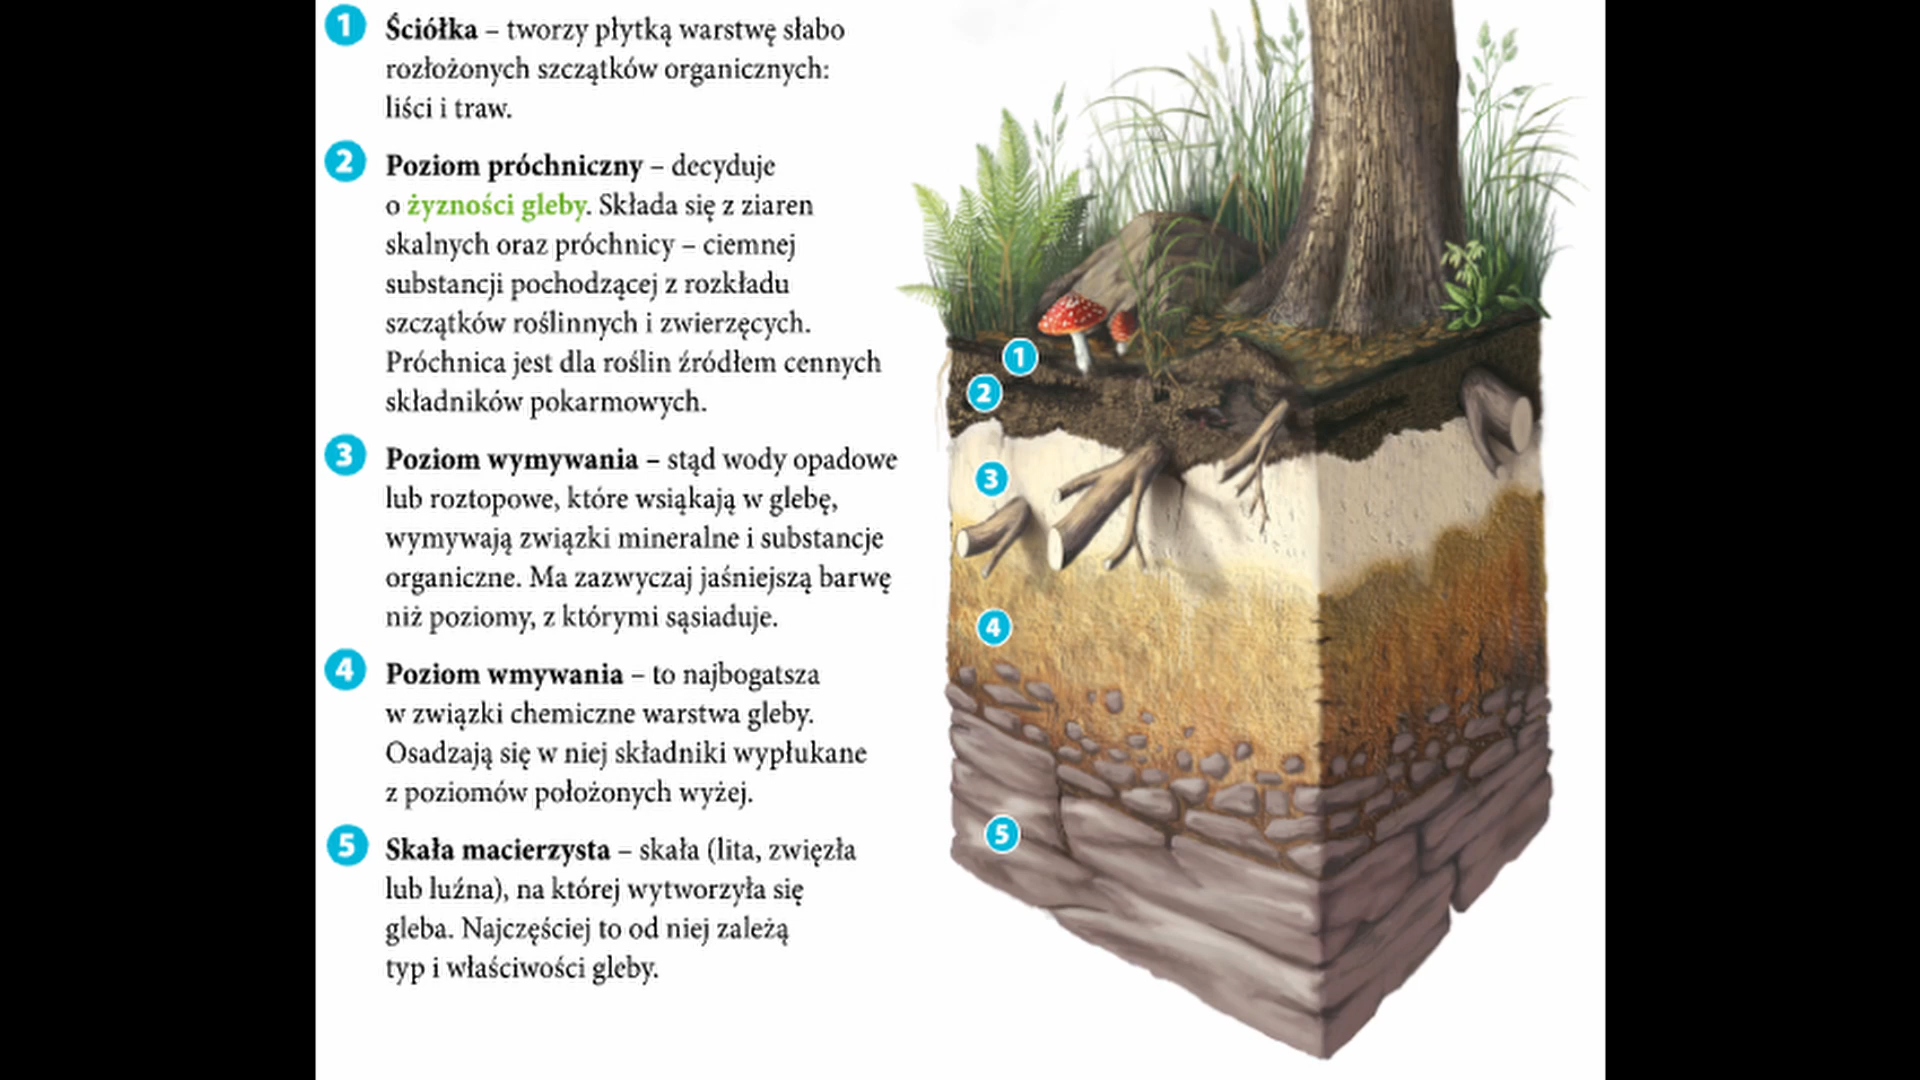 1 Ściółka – tworzy płytką warstwę słabo
rozłożonych szczątków organicznych:
liści i traw.
2 Poziom próchniczny – decyduje
o żyzności gleby. Składa się z ziaren
skalnych oraz próchnicy – ciemnej
substancji pochodzącej z rozkładu
szczątków roślinnych i zwierzęcych.
Próchnica jest dla roślin źródłem cennych
składników pokarmowych.
3 Poziom wymywania – stąd wody opadowe
lub roztopowe, które wsiąkają w glebę,
wymywają związki mineralne i substancje
organiczne. Ma zazwyczaj jaśniejszą barwę
niż poziomy, z którymi sąsiaduje.
4 Poziom wmywania – to najbogatsza
w związki chemiczne warstwa gleby.
Osadzają się w niej składniki wypłukane
z poziomów położonych wyżej.
5 Skała macierzysta – skała (lita, zwięzła
lub luźna), na której wytworzyła się
gleba. Najczęściej to od niej zależą
typ i właściwości gleby.
1
2
3
4
5